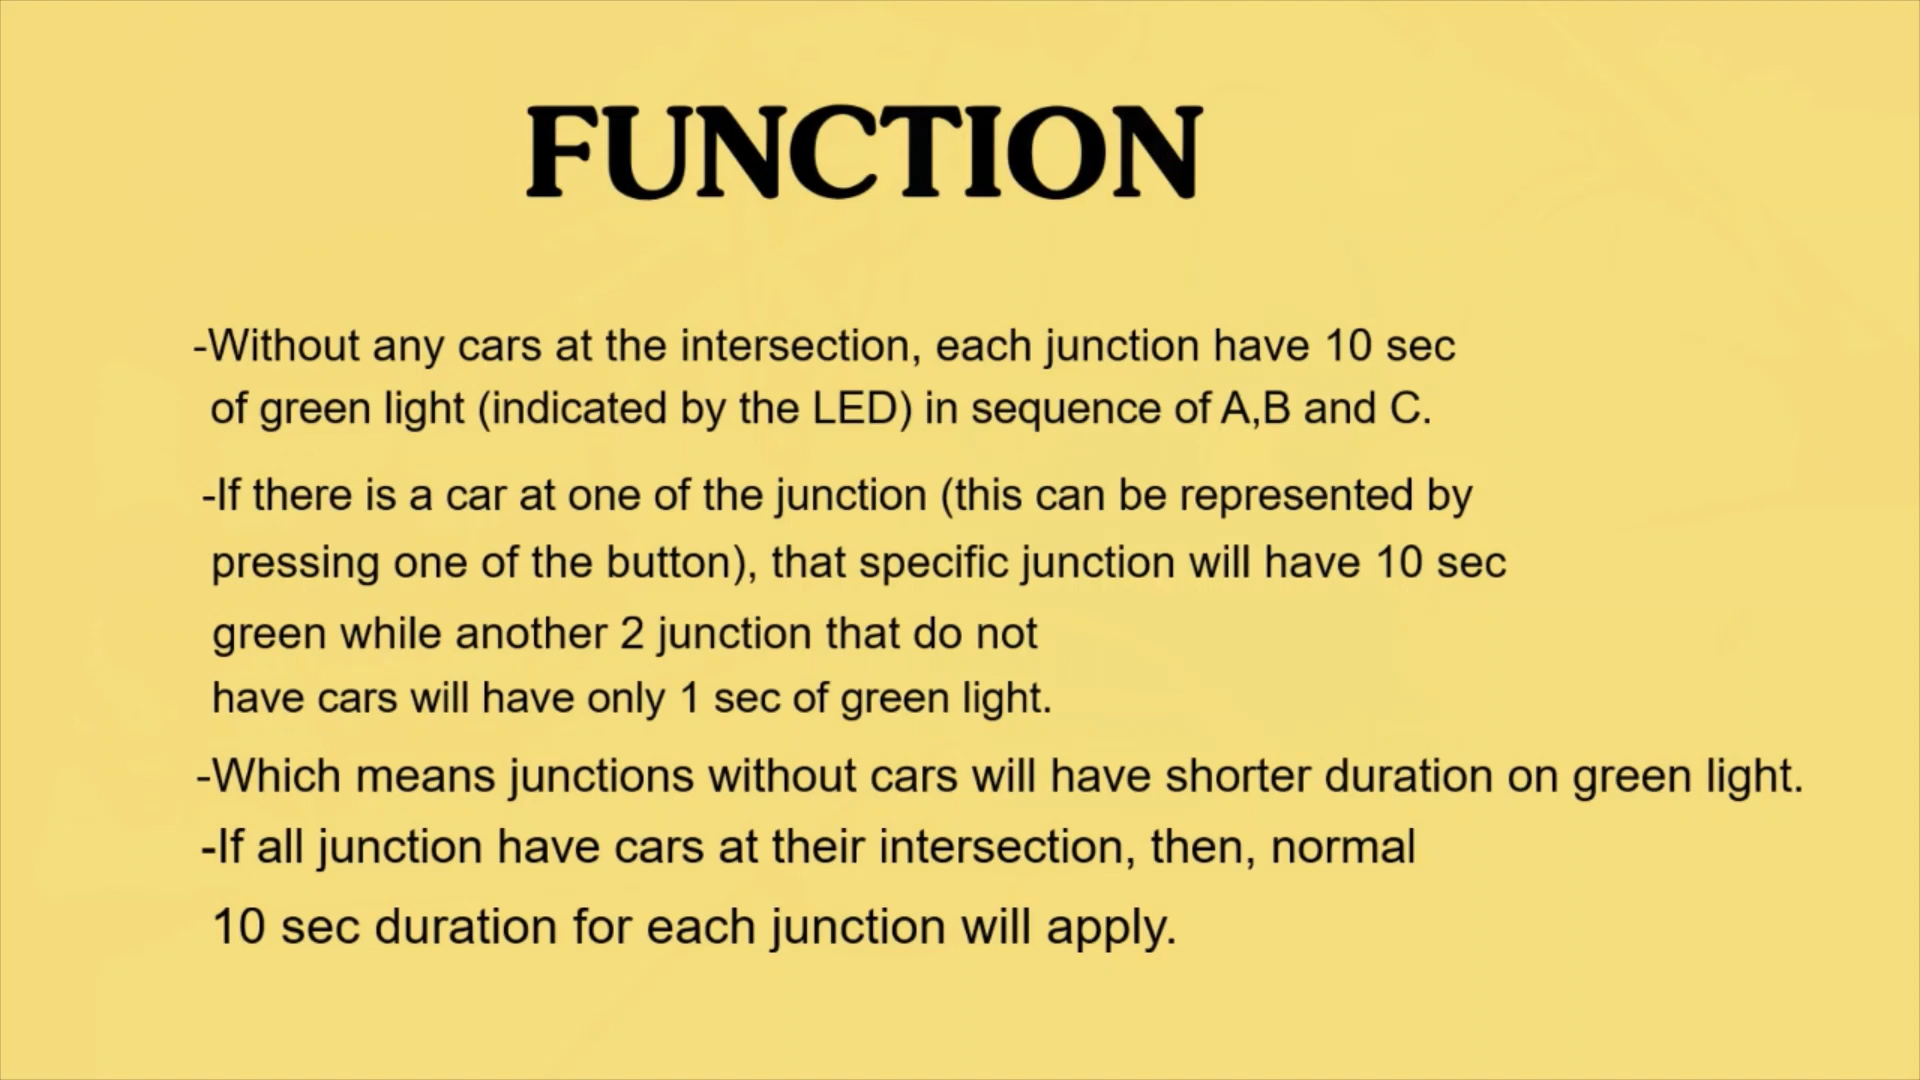 FUNCTION
-Without any cars at the intersection, each junction have 10 sec
of green light (indicated by the LED) in sequence of A,B and C.
-If there is a car at one of the junction (this can be represented by
pressing one of the button), that specific junction will have 10 sec
green while another 2 junction that do not
have cars will have only 1 sec of green light.
-Which means junctions without cars will have shorter duration on green light.
-If all junction have cars at their intersection, then, normal
10 sec duration for each junction will apply.